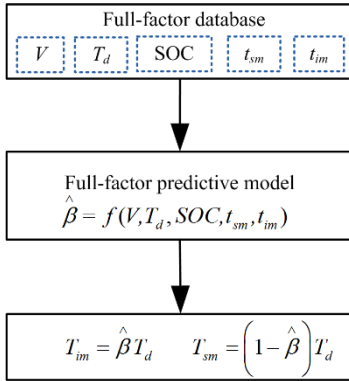 Full-factor database
V T_d SOC t_sm t_im
Full-factor predictive model
β̂ = f(V,T_d,SOC,t_sm,t_im)
T_im = β̂T_d T_sm = (1 − β̂)T_d